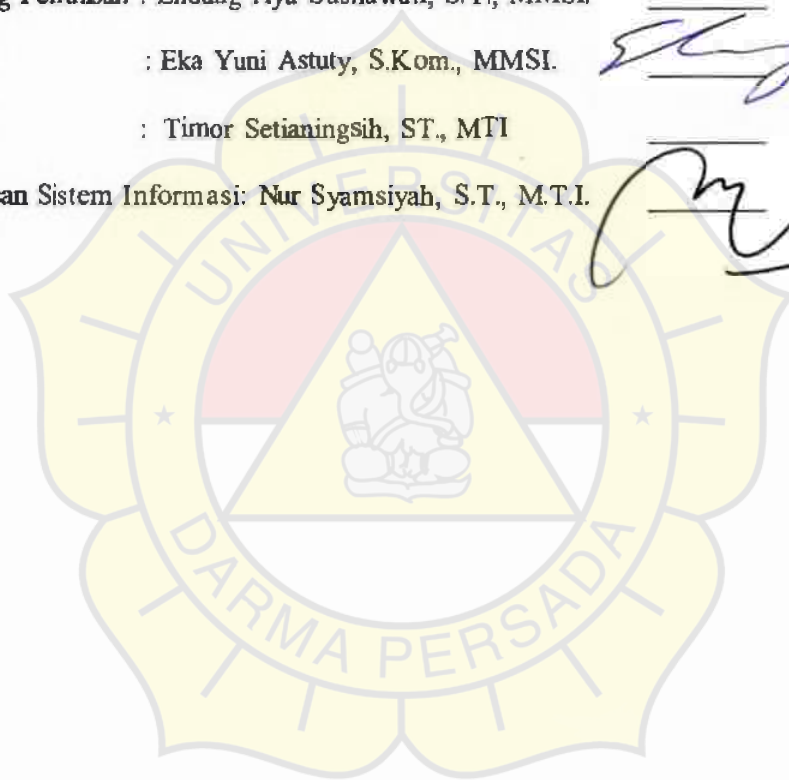 : Eka Yuni Astuty, S.Kom., MMSI.
: Timor Setianingsih, ST., MTI
an Sistem Informasi: Nur Syamsiyah, S.T., M.T.I.
UNIVERSITAS
DARMA PERSADA